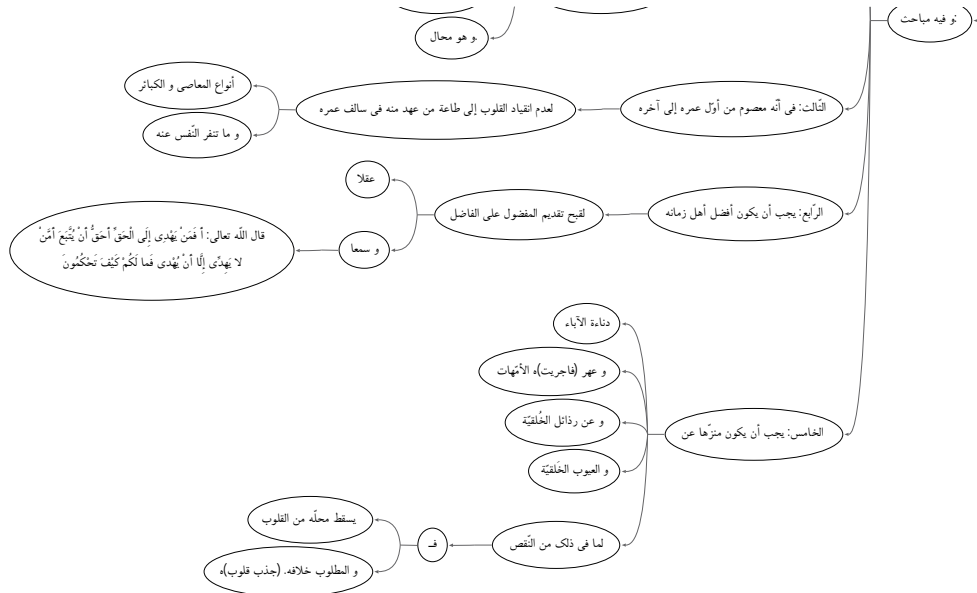 :و فیه مباحث
.و هو محال
الثّالث: فی أنّه معصوم من أوّل عمره إلی آخره
لعدم انقیاد القلوب إلی طاعة من عهد منه فی سالف عمره
أنواع المعاصی و الکبائر
و ما تنفر النّفس عنه
الرّابع: یجب أن یکون أفضل أهل زمانه
لقبح تقدیم المفضول علی الفاضل
عقلا
و سمعا
قال اللّه تعالی: أ فَمَنْ یَهْدِی إِلَی الْحَقِّ أَحَقُّ أَنْ یُتَّبَعَ أَمَّنْ
لا یَهِدِّی إِلَّا أَنْ یُهْدی فَما لَکُمْ کَیْفَ تَحْکُمُونَ
الخامس: یجب أن یکون منزّها عن
دناءة الآباء
و عهر (فاجریت)ه الأمّهات
و عن رذائل الخُلقیّة
و العیوب الخَلقیّة
لما فی ذلک من النّقص
فـ
یسقط محلّه من القلوب
و المطلوب خلافه. (جذب قلوب)ه